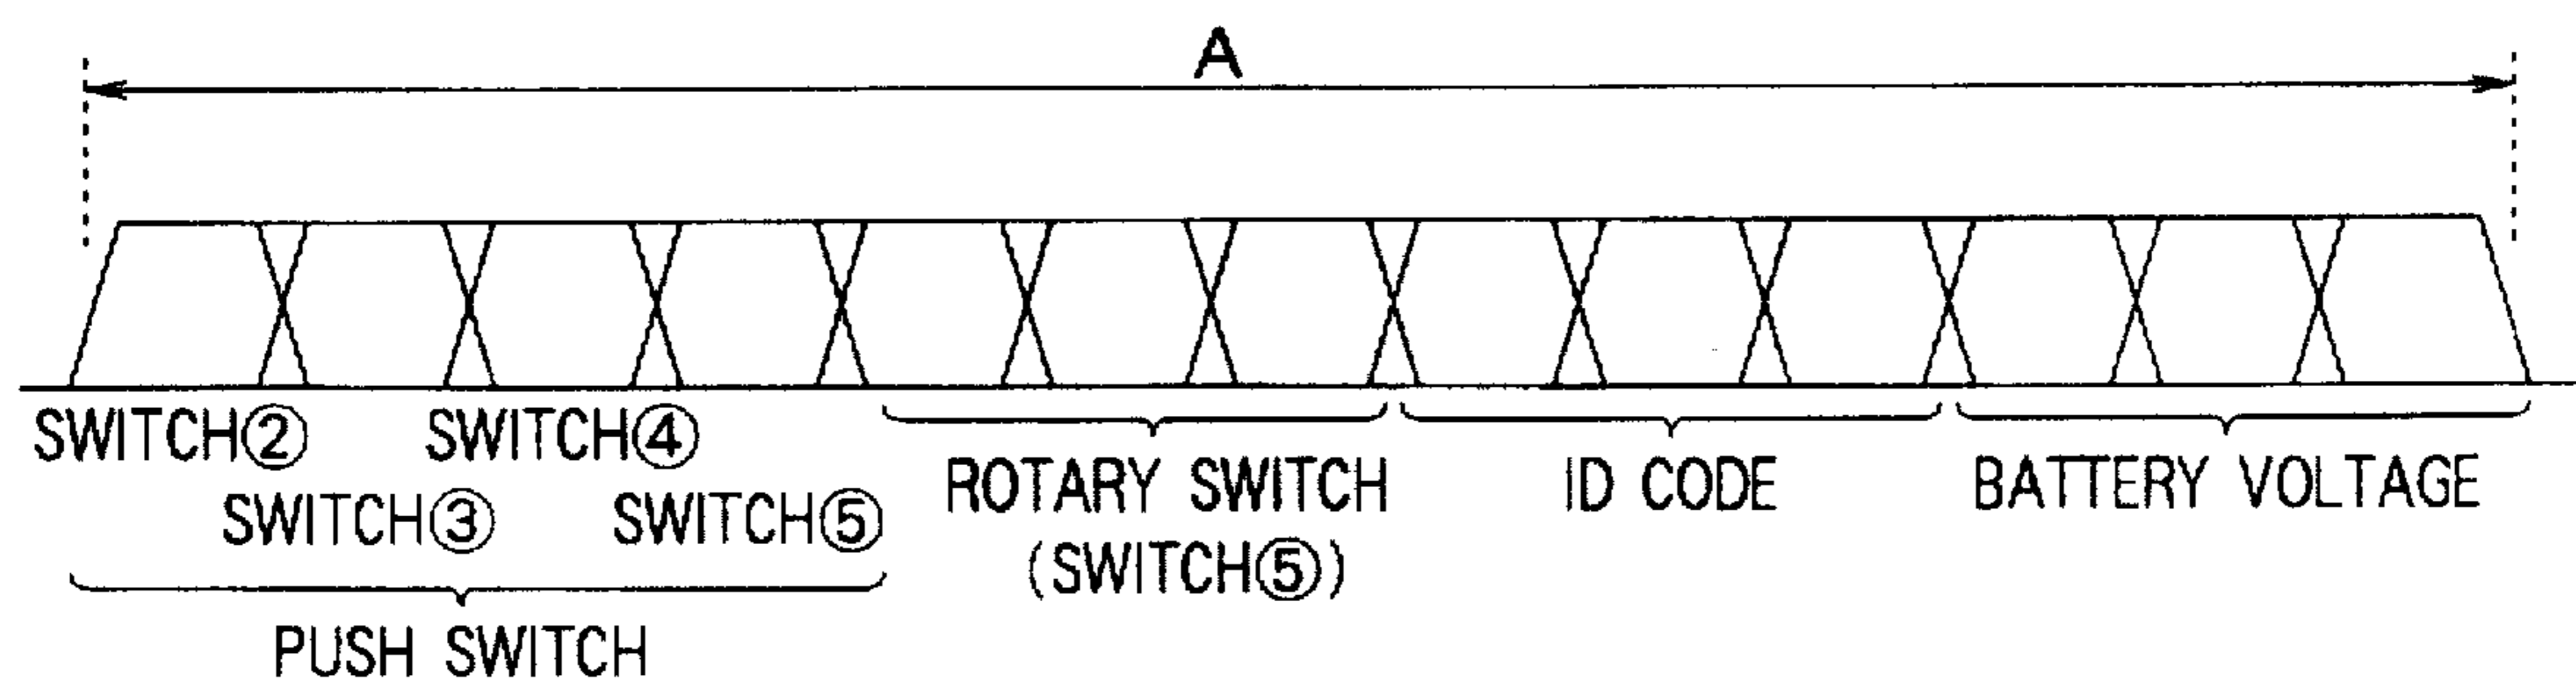 A
SWITCH②
SWITCH③
SWITCH④
SWITCH⑤
PUSH SWITCH
ROTARY SWITCH
(SWITCH⑤)
ID CODE
BATTERY VOLTAGE